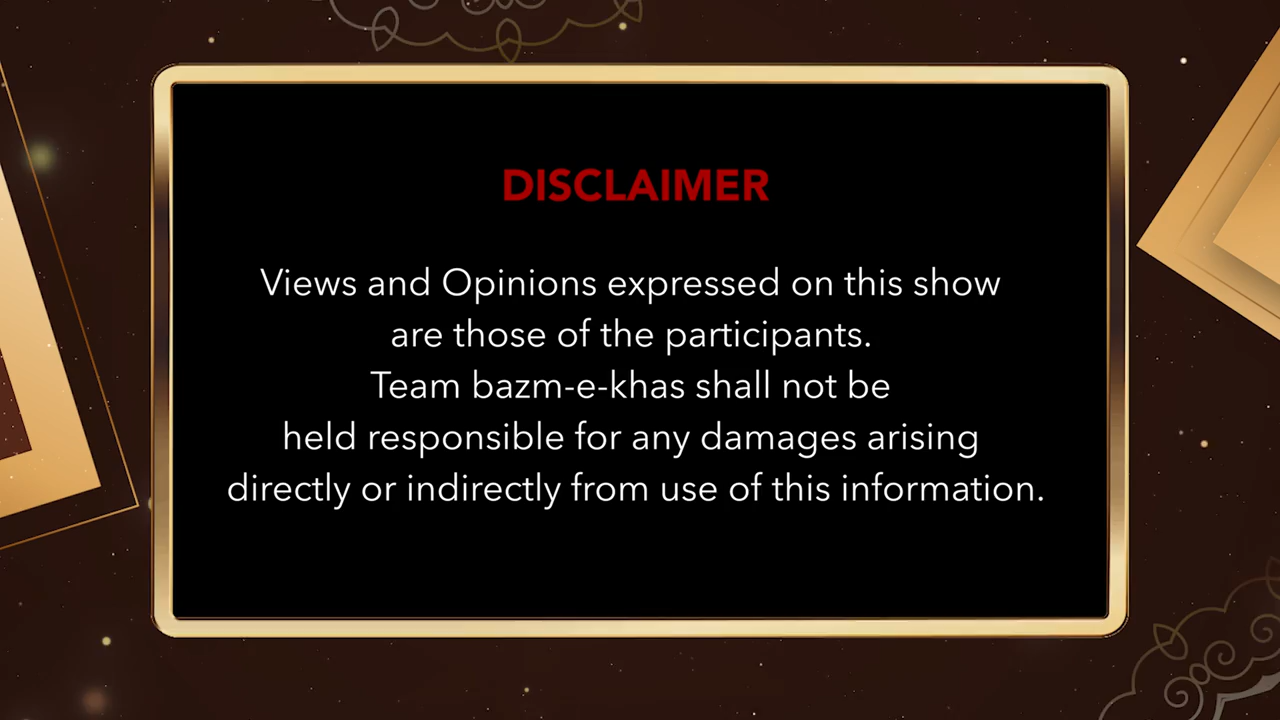 DISCLAIMER
Views and Opinions expressed on this show
are those of the participants.
Team bazm-e-khas shall not be
held responsible for any damages arising
directly or indirectly from use of this information.